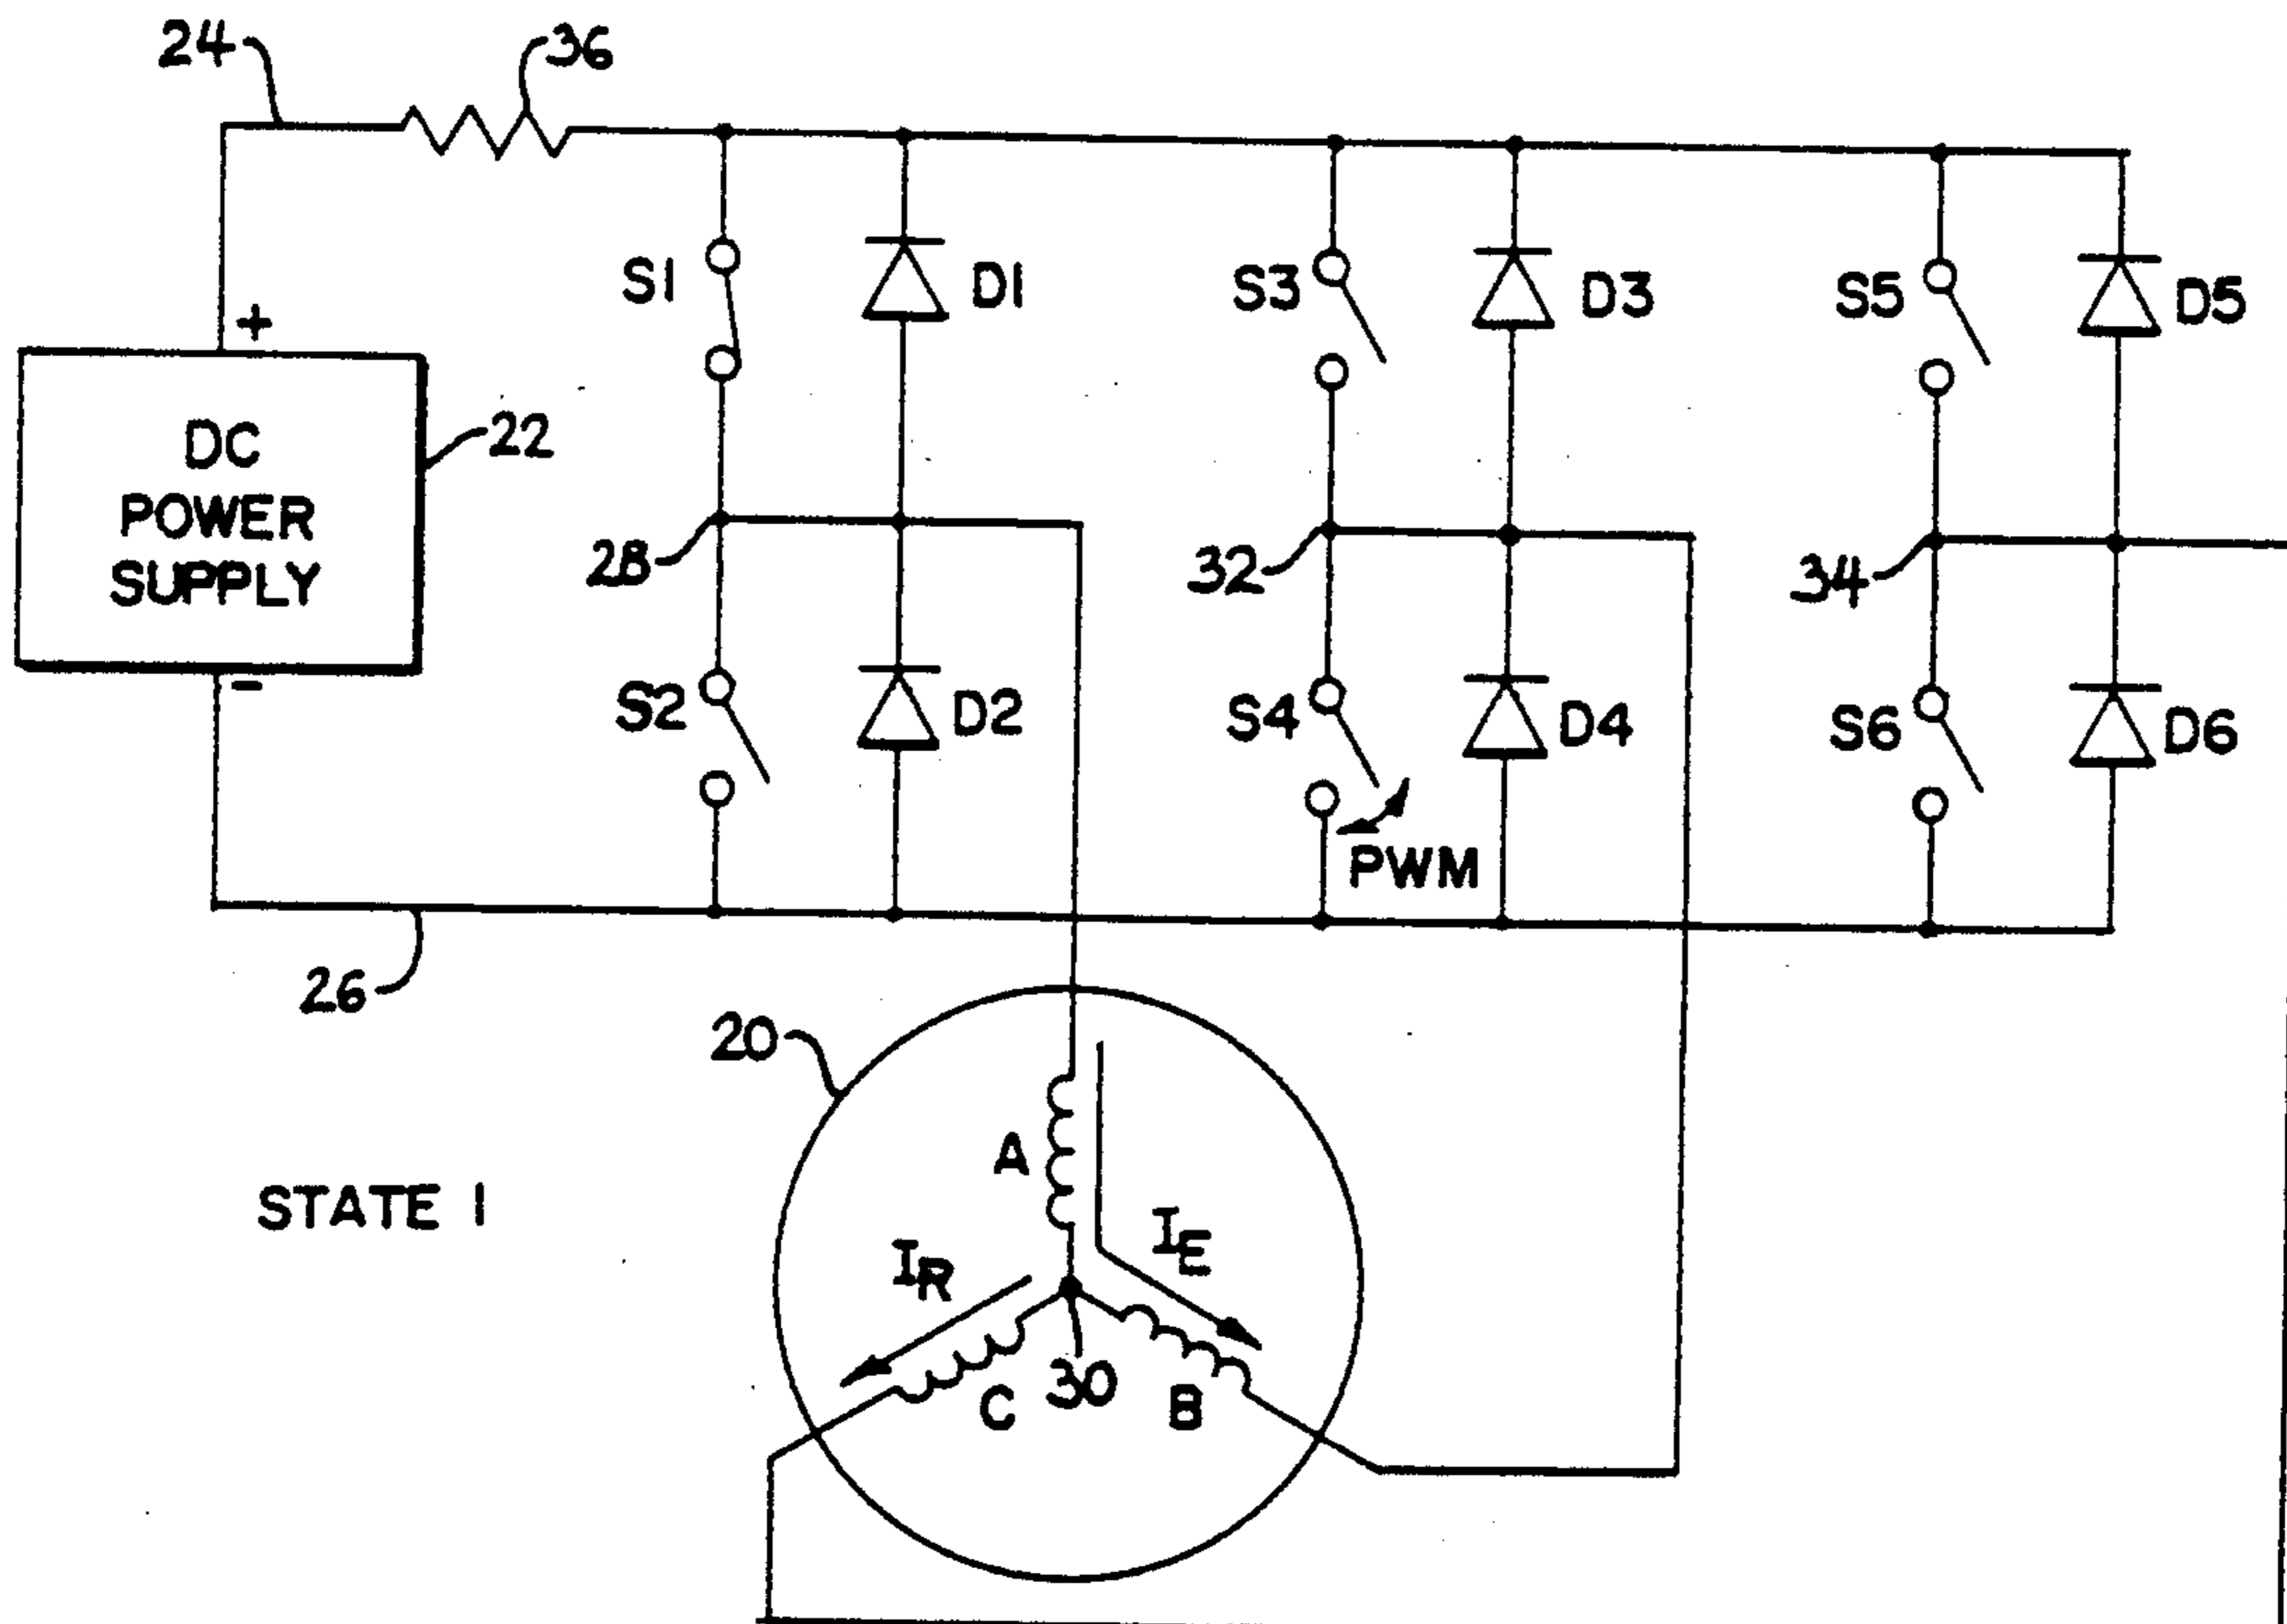 24
36
+
S1
D1
S3
D3
S5
D5
DC
POWER
SUPPLY
22
28
32
34
-
S2
D2
S4
D4
S6
D6
PWM
26
20
A
STATE 1
IR
IE
C
30
B